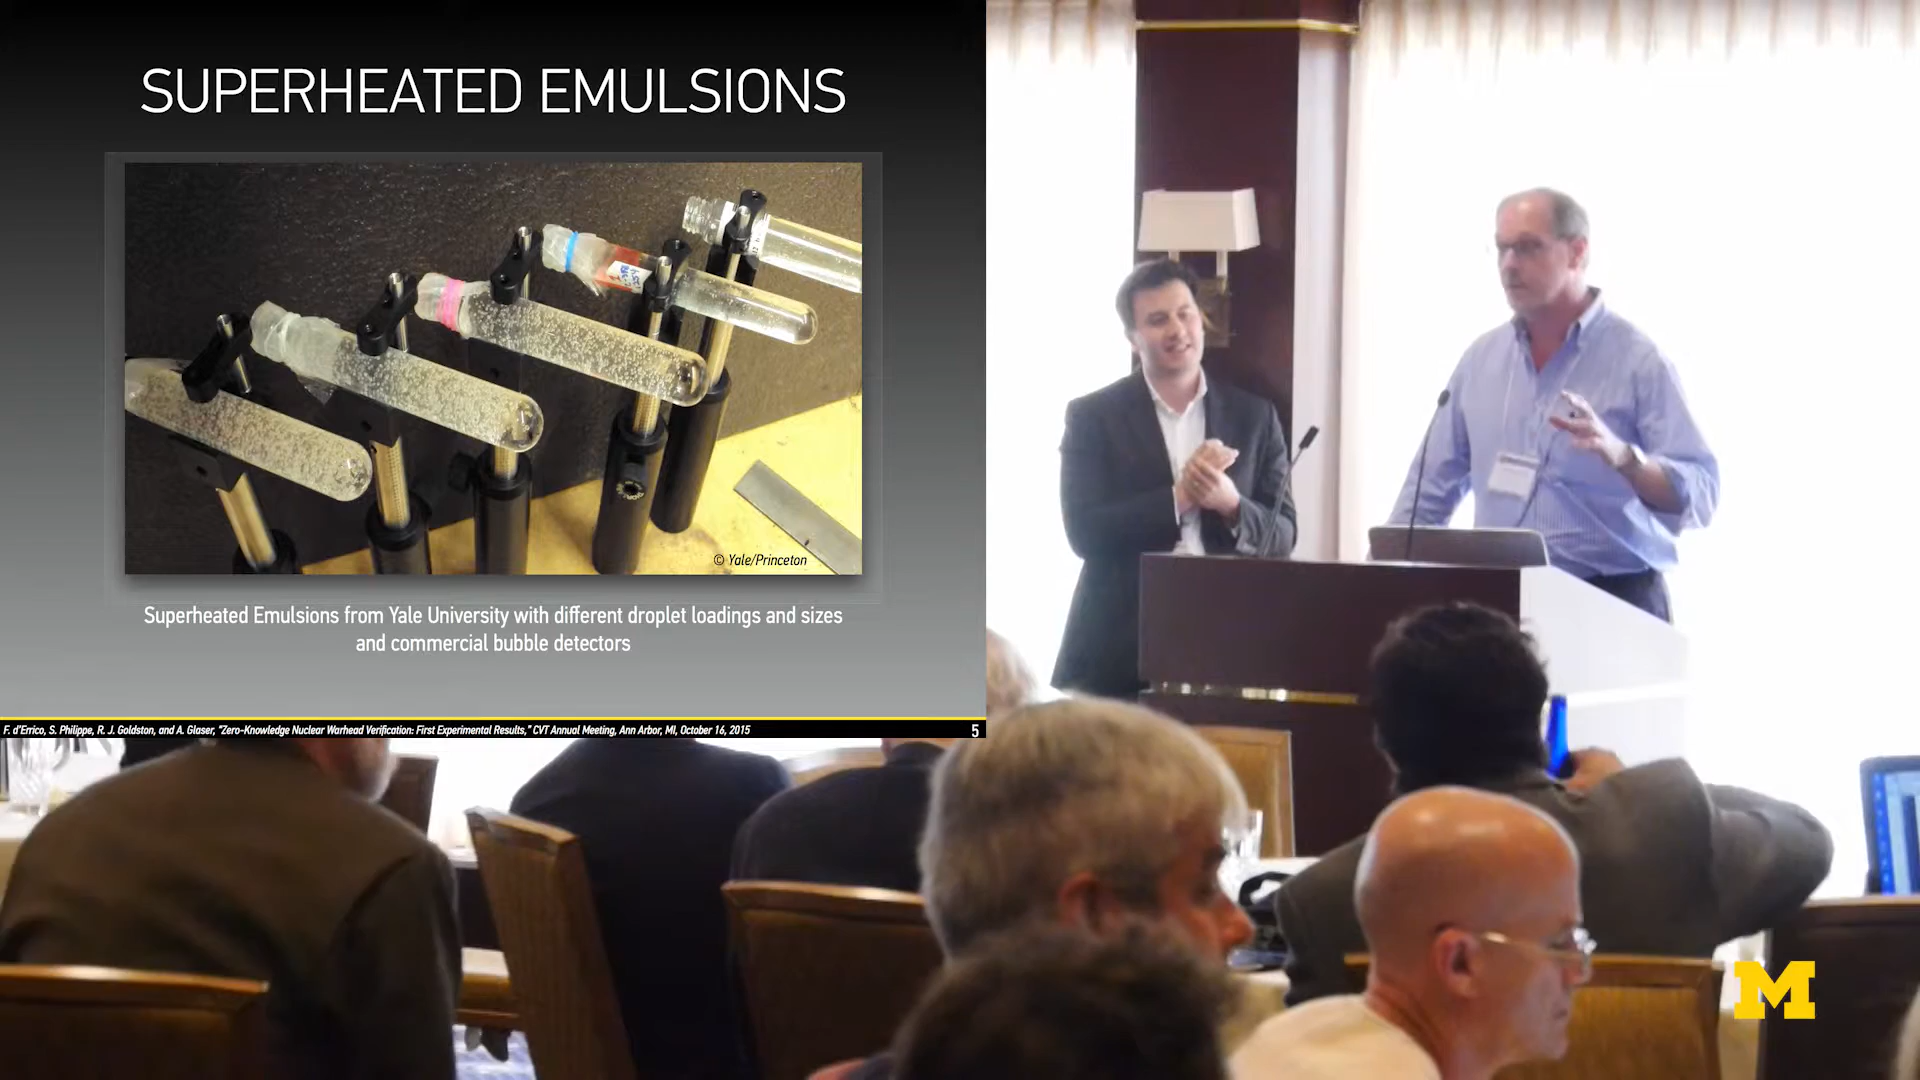 SUPERHEATED EMULSIONS
© Yale/Princeton
Superheated Emulsions from Yale University with different droplet loadings and sizes
and commercial bubble detectors
F. d'Errico, S. Philippe, R. J. Goldston, and A. Glaser, "Zero-Knowledge Nuclear Warhead Verification: First Experimental Results," CVT Annual Meeting, Ann Arbor, MI, October 16, 2015
5
M